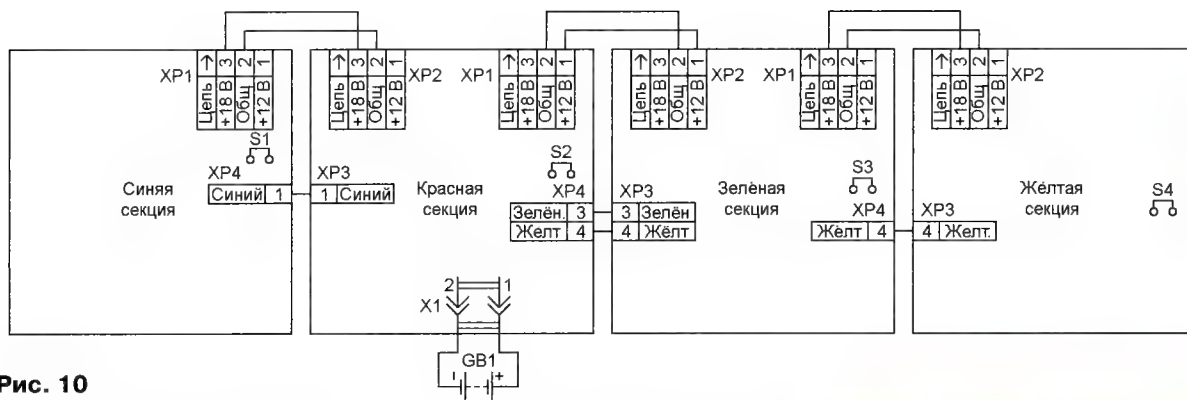 XP1
Цепь →
+18 В 3
Общ 2
+12 В 1
XP2
Цепь →
+18 В 3
Общ 2
+12 В 1
XP1
Цепь →
+18 В 3
Общ 2
+12 В 1
XP2
Цепь →
+18 В 3
Общ 2
+12 В 1
XP1
Цепь →
+18 В 3
Общ 2
+12 В 1
XP2
Цепь →
+18 В 3
Общ 2
+12 В 1
S1
S2
S3
S4
XP4
Синий 1
XP3
1 Синий
Синяя
секция
Красная
секция
XP4
Зелён. 3
Желт 4
XP3
3 Зелён
4 Жёлт
Зелёная
секция
XP4
Жёлт 4
XP3
4 Желт.
Жёлтая
секция
2 1
X1
GB1
- +
Рис. 10